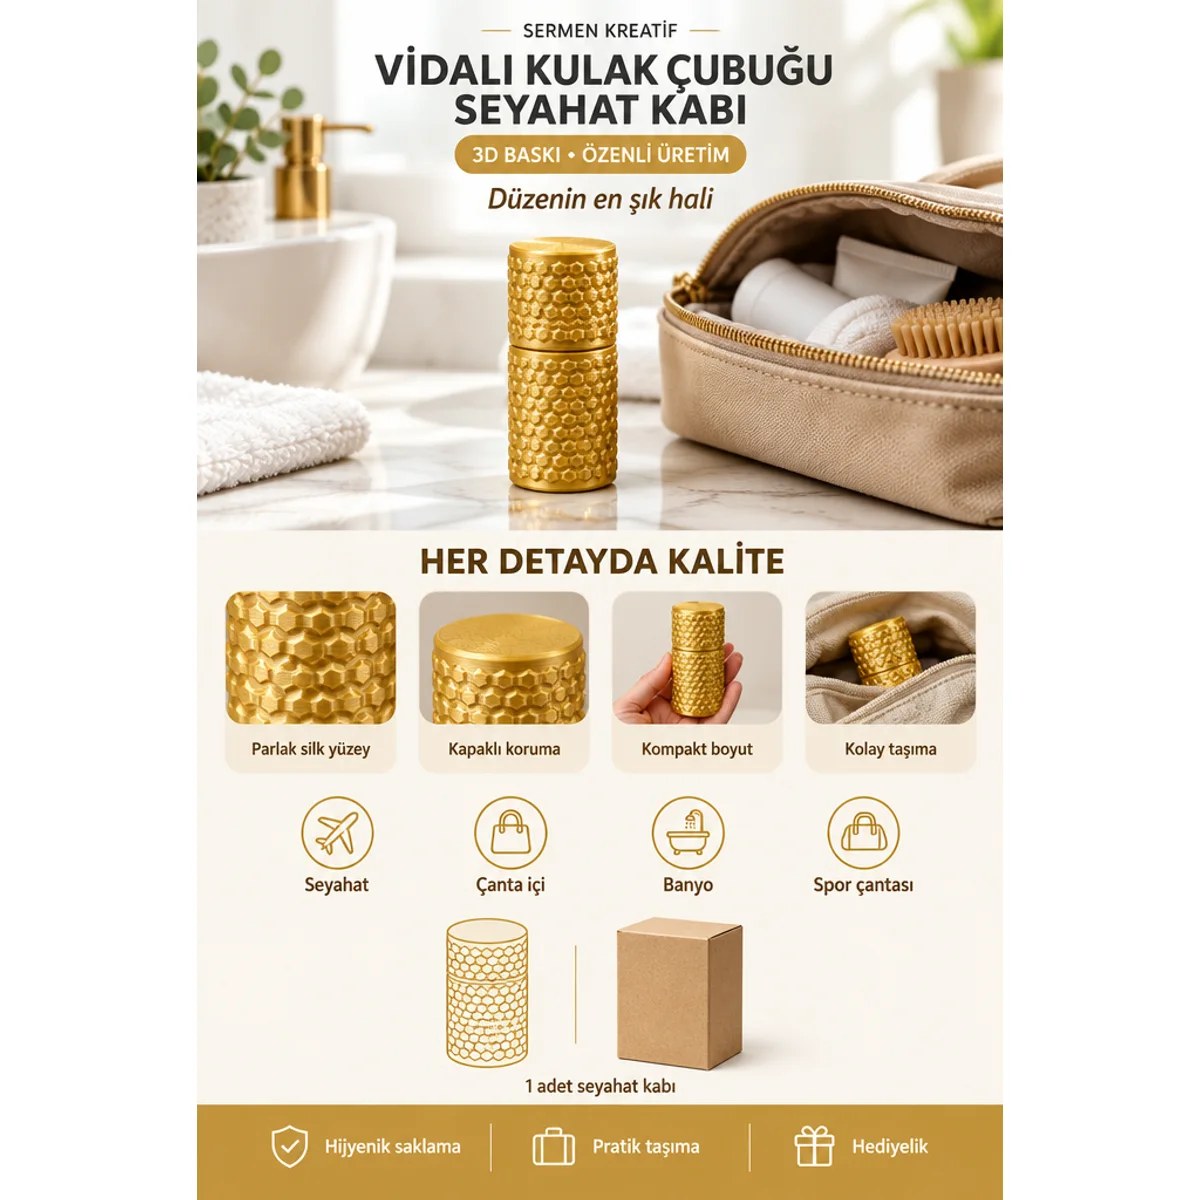 SERMEN KREATİF
VİDALI KULAK ÇUBUĞU
SEYAHAT KABI
3D BASKI • ÖZENLİ ÜRETİM
Düzenin en şık hali
HER DETAYDA KALİTE
Parlak silk yüzey
Kapaklı koruma
Kompakt boyut
Kolay taşıma
Seyahat
Çanta içi
Banyo
Spor çantası
1 adet seyahat kabı
Hijyenik saklama
Pratik taşıma
Hediyelik